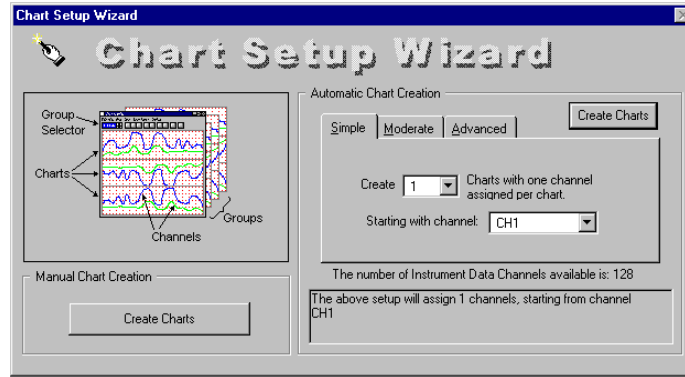 Chart Setup Wizard
Chart Setup Wizard
Group
Selector
Charts
Channels
Groups
Manual Chart Creation
Create Charts
Automatic Chart Creation
Create Charts
Simple
Moderate
Advanced
Create 1 Charts with one channel
assigned per chart.
Starting with channel: CH1
The number of Instrument Data Channels available is: 128
The above setup will assign 1 channels, starting from channel
CH1